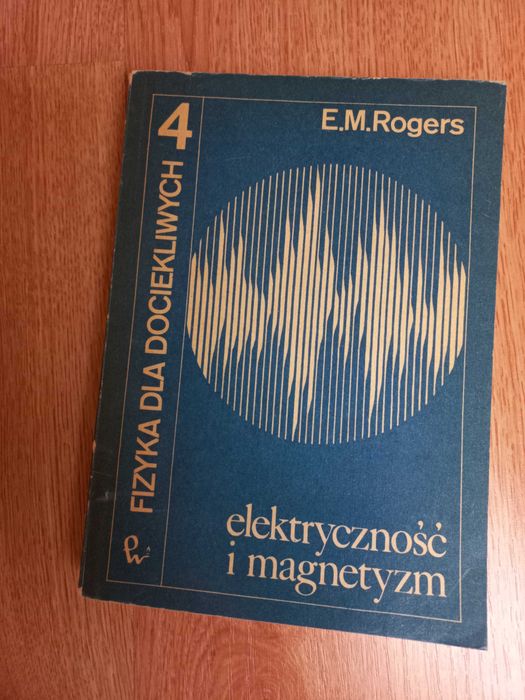 E.M.Rogers
FIZYKA DLA DOCIEKLIWYCH 4
elektryczność
i magnetyzm